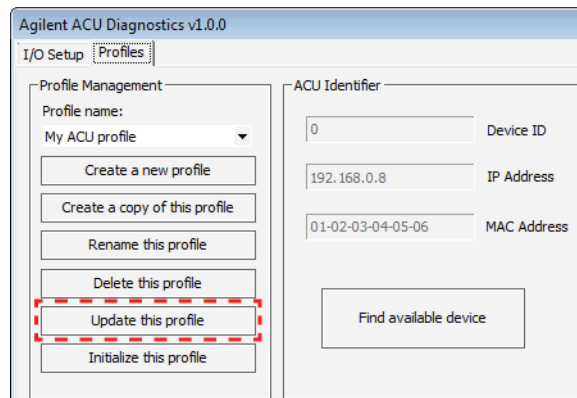 Agilent ACU Diagnostics v1.0.0
I/O Setup
Profiles
Profile Management
Profile name:
My ACU profile
Create a new profile
Create a copy of this profile
Rename this profile
Delete this profile
Update this profile
Initialize this profile
ACU Identifier
0 Device ID
192.168.0.8 IP Address
01-02-03-04-05-06 MAC Address
Find available device